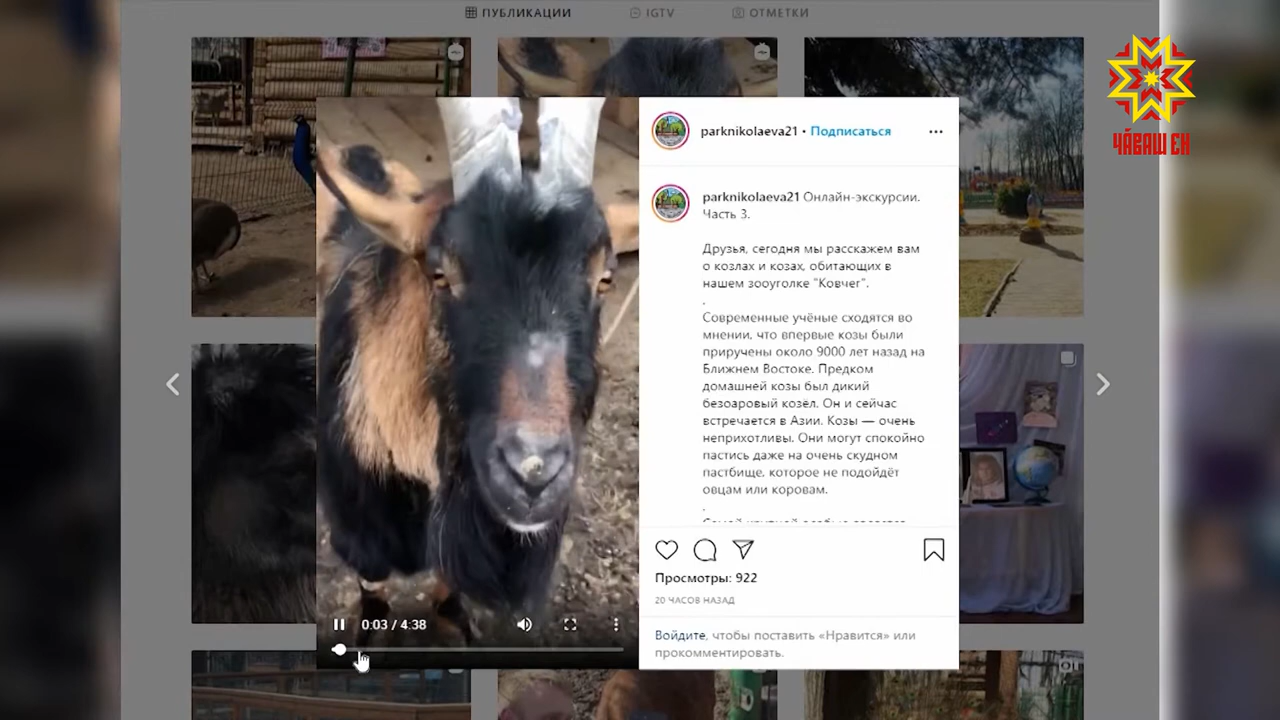 ПУБЛИКАЦИИ
IGTV
ОТМЕТКИ
ЧĂВАШ ЕН
parknikolaeva21 • Подписаться
parknikolaeva21 Онлайн-экскурсии.
Часть 3.
Друзья, сегодня мы расскажем вам
о козлах и козах, обитающих в
нашем зооуголке "Ковчег".
.
Современные учёные сходятся во
мнении, что впервые козы были
приручены около 9000 лет назад на
Ближнем Востоке. Предком
домашней козы был дикий
безоаровый козёл. Он и сейчас
встречается в Азии. Козы — очень
неприхотливы. Они могут спокойно
пастись даже на очень скудном
пастбище, которое не подойдёт
овцам или коровам.
.
Просмотры: 922
20 ЧАСОВ НАЗАД
0:03 / 4:38
Войдите, чтобы поставить «Нравится» или
прокомментировать.